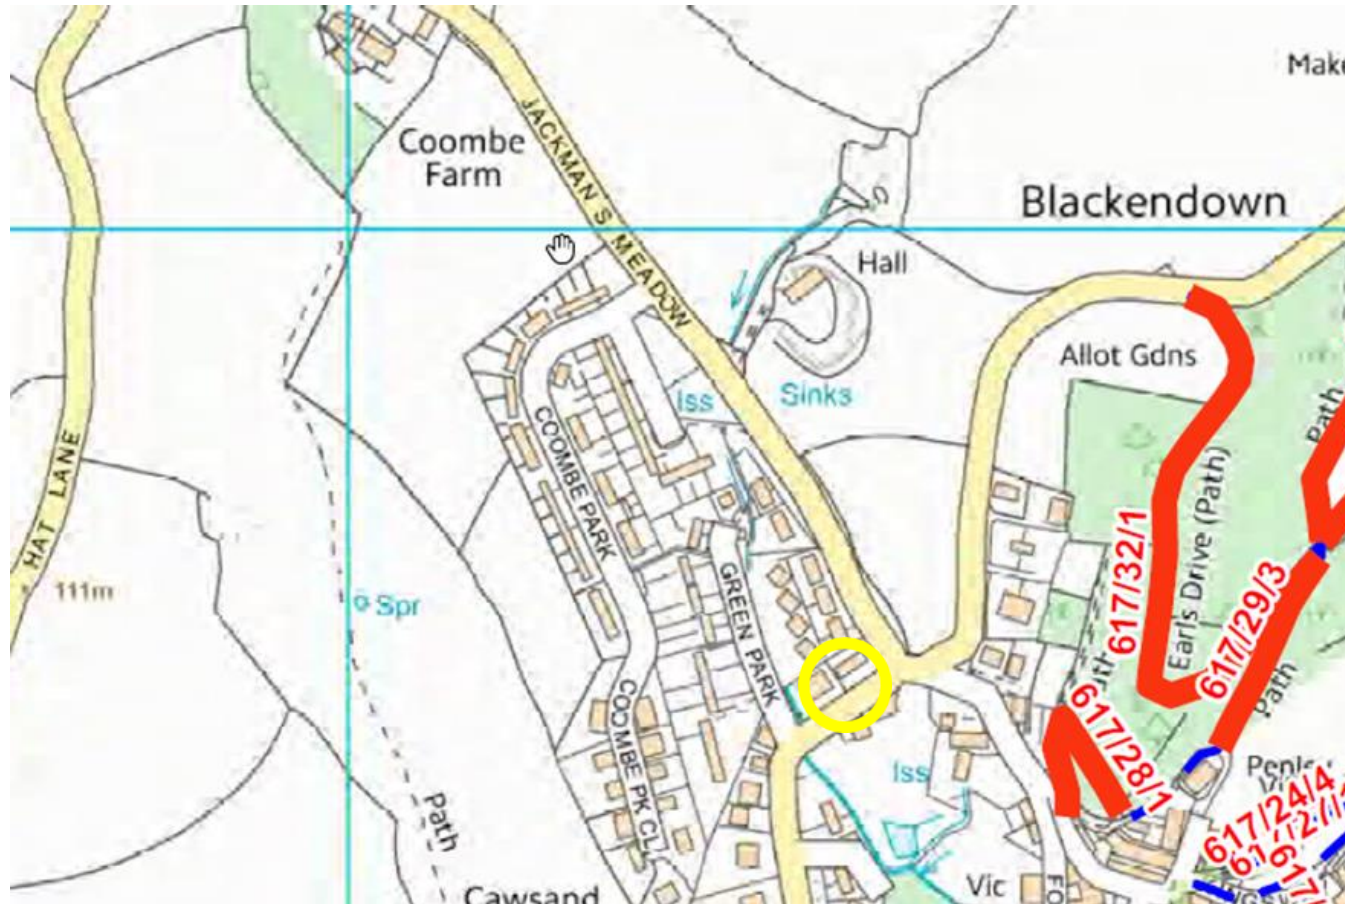 Make
Coombe
Farm
JACKMAN'S MEADOW
Blackendown
Hall
Allot Gdns
Sinks
Iss
Path
HAT LANE
COOMBE PARK
617/32/1
Earls Drive (Path)
617/29/3
111m
Spr
GREEN PARK
Path
617/28/1
COOMBE PK CL
Iss
617/24/4
Path
Vic
FO
Cawsand